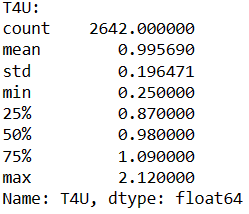 T4U:
count    2642.000000
mean        0.995690
std         0.196471
min         0.250000
25%         0.870000
50%         0.980000
75%         1.090000
max         2.120000
Name: T4U, dtype: float64